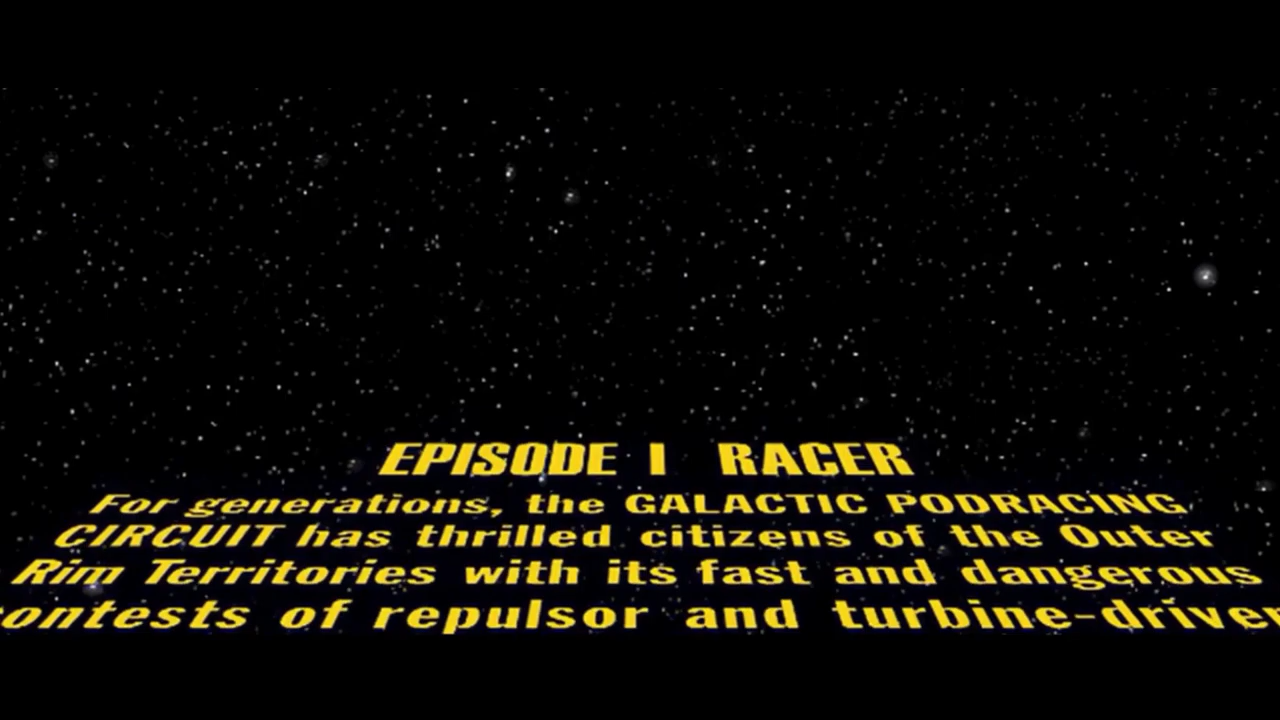 EPISODE I RACER
For generations, the GALACTIC PODRACING
CIRCUIT has thrilled citizens of the Outer
Rim Territories with its fast and dangerous
contests of repulsor and turbine-driven